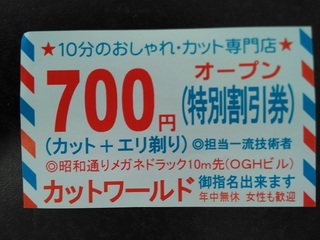 ★10分のおしゃれ・カット専門店★
700円
オープン
(特別割引券)
(カット+エリ剃り)
◎担当一流技術者
◎昭和通りメガネドラック10m先(OGHビル)
カットワールド
御指名出来ます
年中無休 女性も歓迎